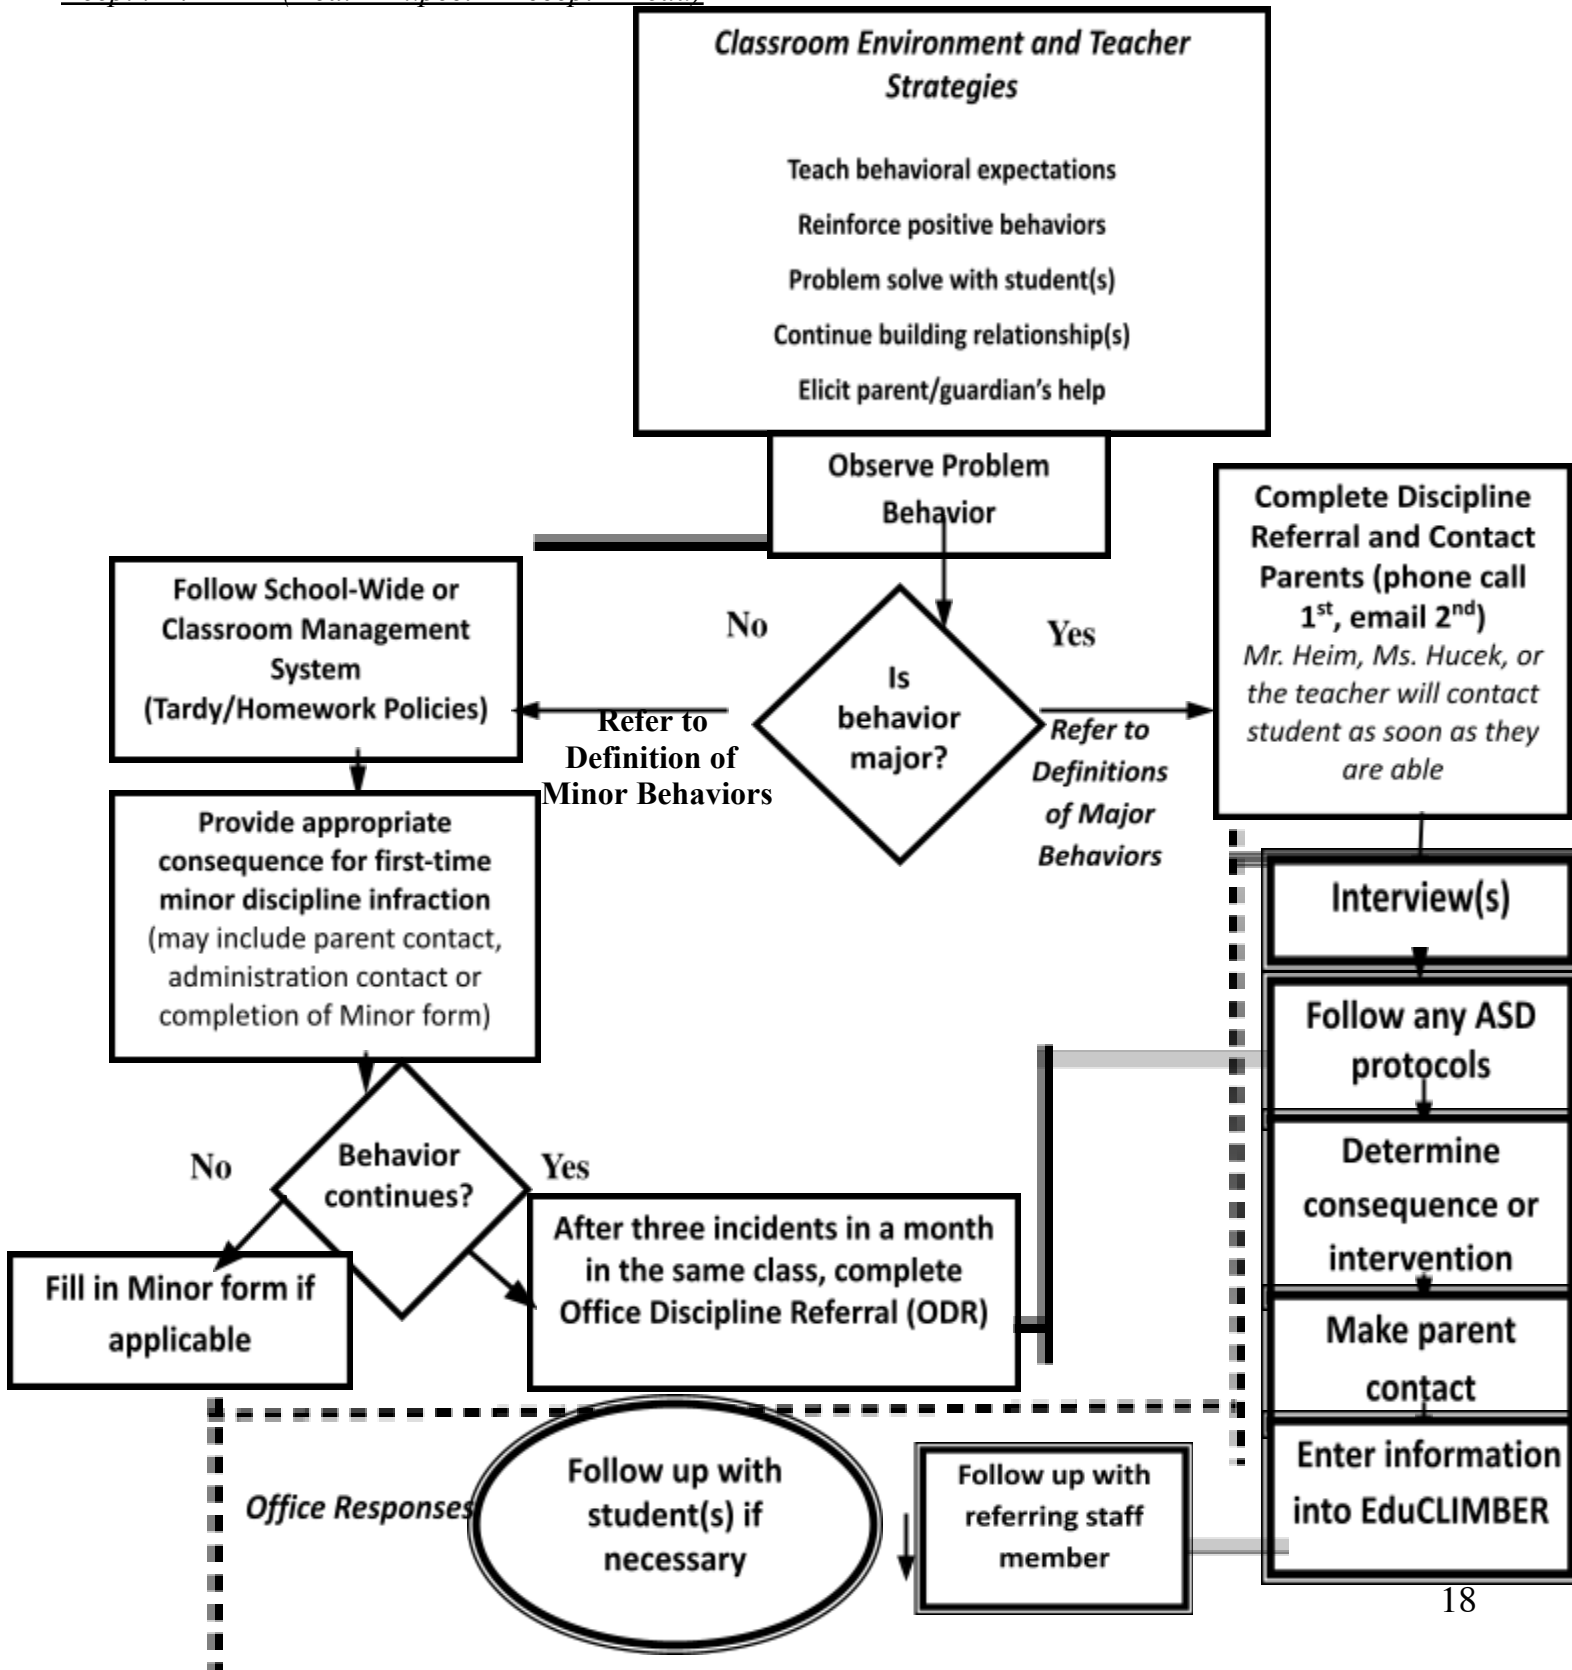 Classroom Environment and Teacher
Strategies
Teach behavioral expectations
Reinforce positive behaviors
Problem solve with student(s)
Continue building relationship(s)
Elicit parent/guardian's help
Observe Problem
Behavior
Complete Discipline
Referral and Contact
Parents (phone call
1st, email 2nd)
Mr. Heim, Ms. Hucek, or
the teacher will contact
student as soon as they
are able
Follow School-Wide or
Classroom Management
System
(Tardy/Homework Policies)
No
Yes
Is
behavior
major?
Refer to
Definition of
Minor Behaviors
Refer to
Definitions
of Major
Behaviors
Provide appropriate
consequence for first-time
minor discipline infraction
(may include parent contact,
administration contact or
completion of Minor form)
Interview(s)
Follow any ASD
protocols
Determine
consequence or
intervention
Make parent
contact
Enter information
into EduCLIMBER
No
Behavior
continues?
Yes
Fill in Minor form if
applicable
After three incidents in a month
in the same class, complete
Office Discipline Referral (ODR)
Office Responses
Follow up with
student(s) if
necessary
Follow up with
referring staff
member
18